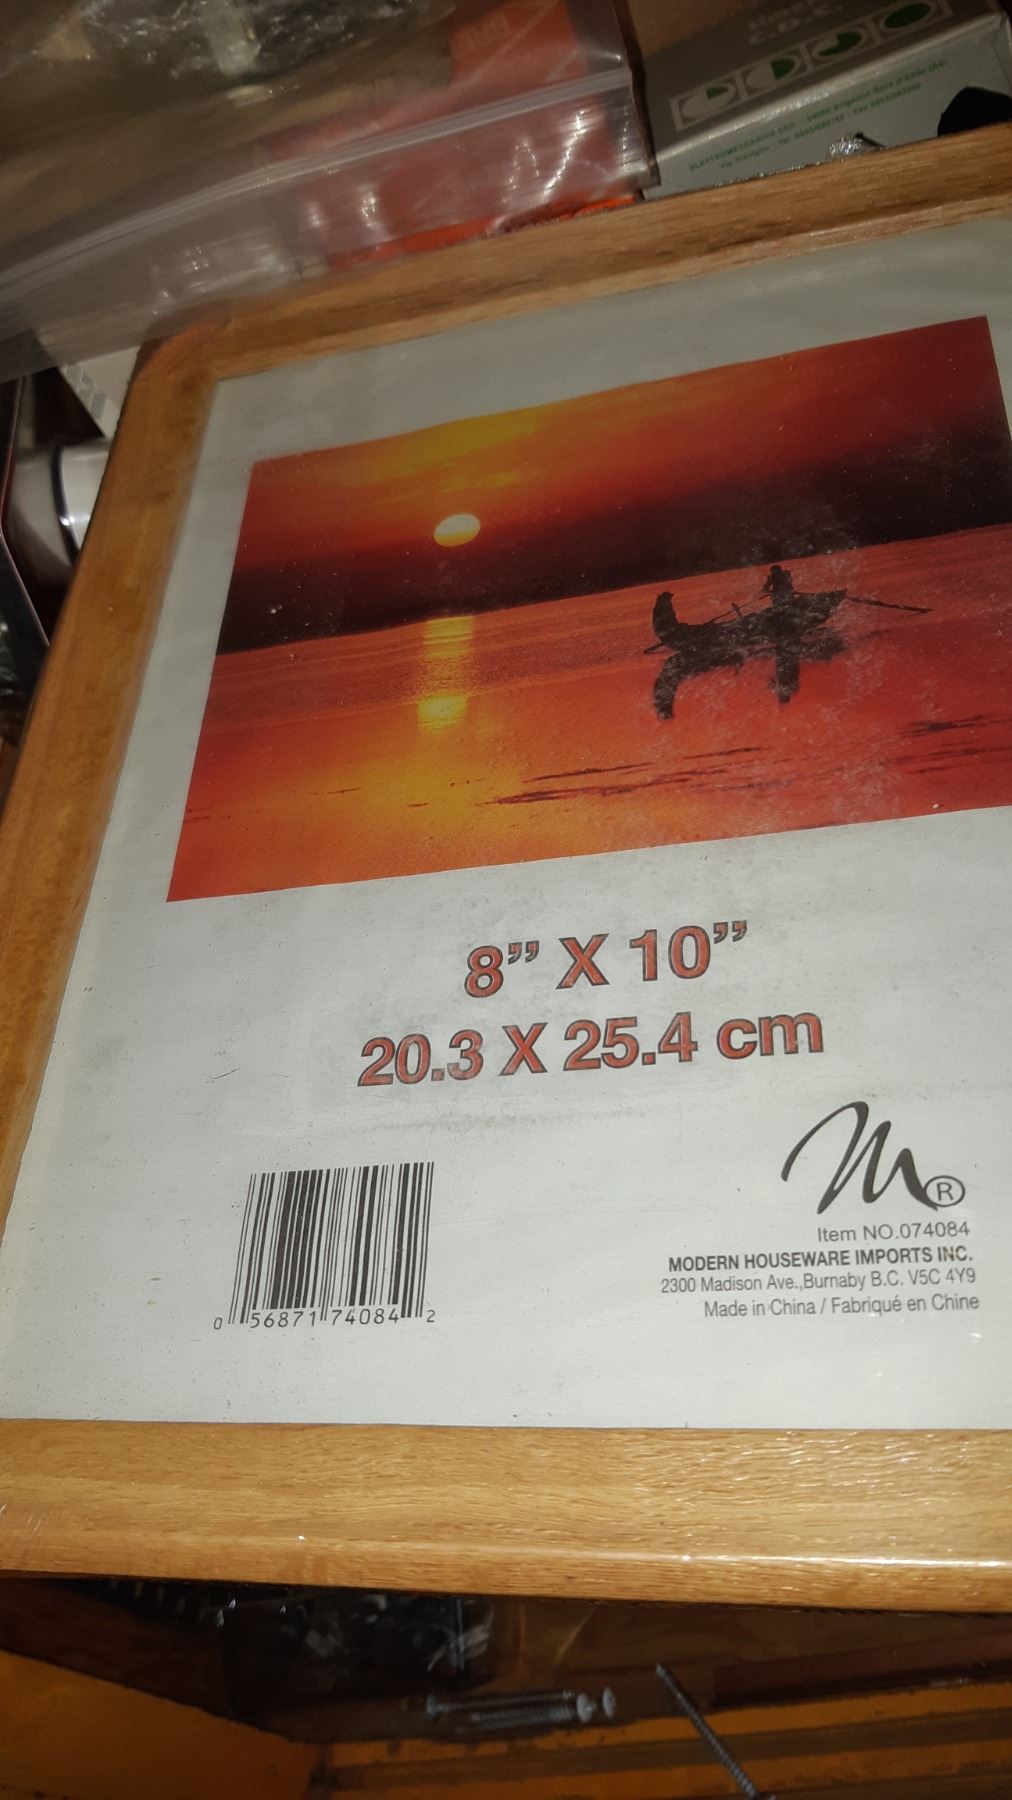 timer
C.D.C.
8” X 10”
20.3 X 25.4 cm
M®
Item NO.074084
MODERN HOUSEWARE IMPORTS INC.
2300 Madison Ave.,Burnaby B.C. V5C 4Y9
Made in China / Fabriqué en Chine
0 56871 74084 2